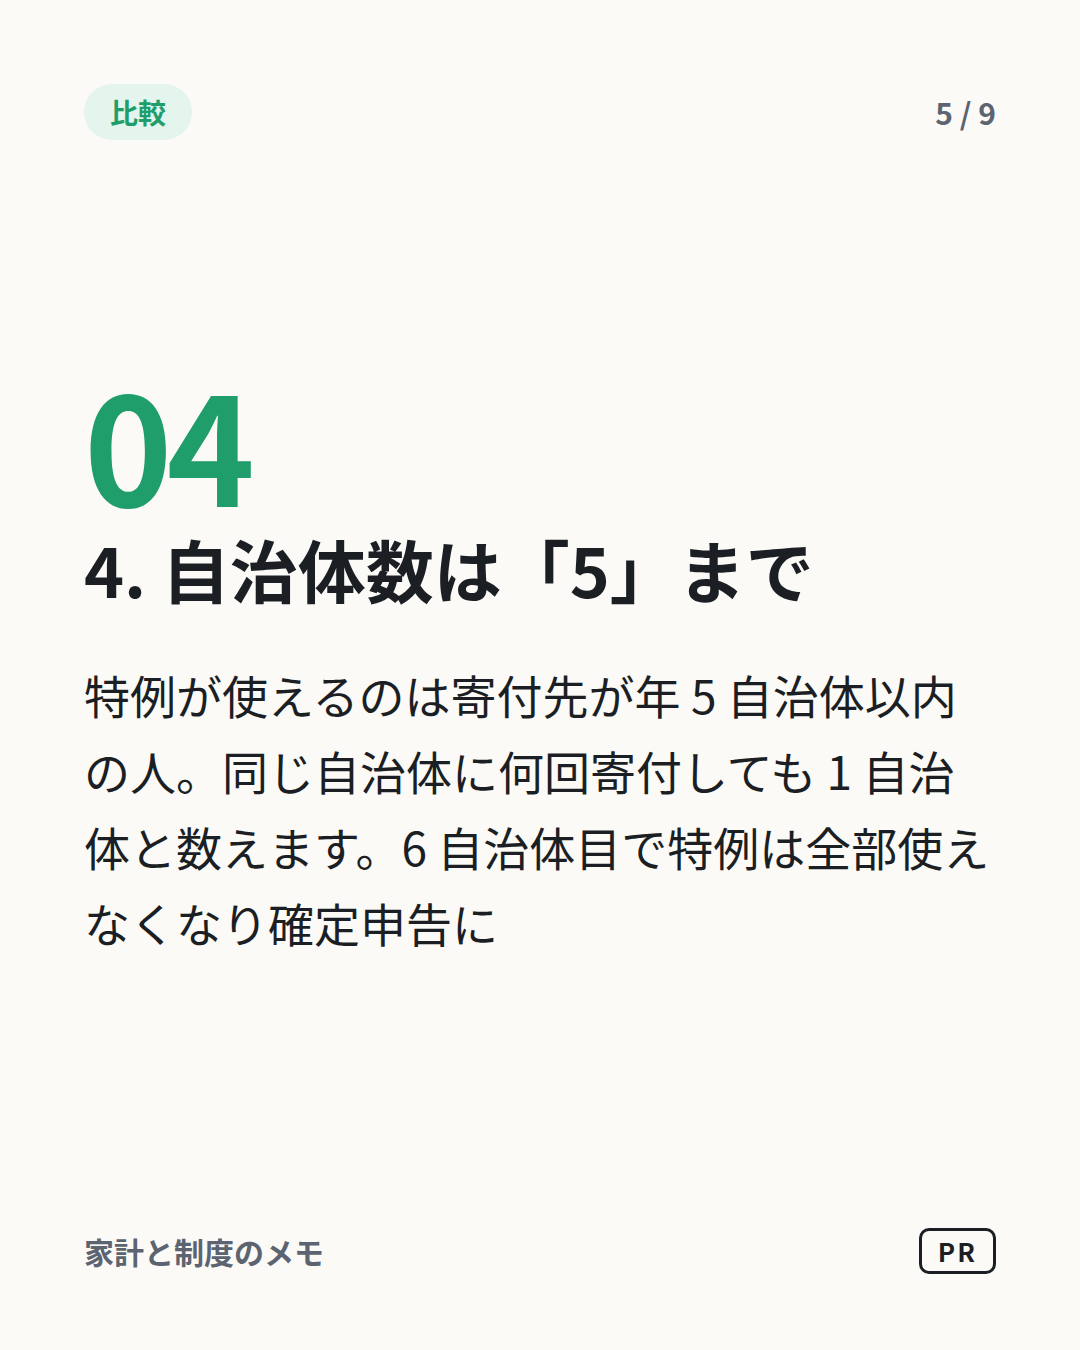 比較
5 / 9
04
4. 自治体数は「5」まで
特例が使えるのは寄付先が年 5 自治体以内
の人。同じ自治体に何回寄付しても 1 自治
体と数えます。6 自治体目で特例は全部使え
なくなり確定申告に
家計と制度のメモ
PR